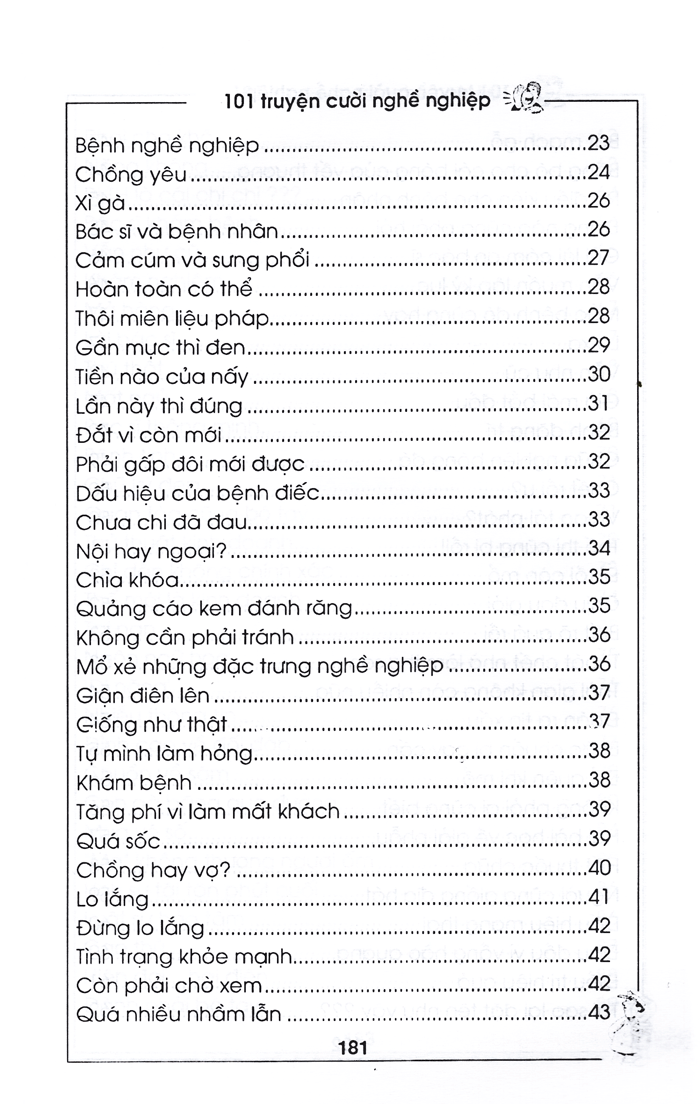 101 truyện cười nghề nghiệp
Bệnh nghề nghiệp................................................23
Chồng yêu..........................................................24
Xì gà....................................................................26
Bác sĩ và bệnh nhân............................................26
Cảm cúm và sưng phổi.......................................27
Hoàn toàn có thể................................................28
Thôi miên liệu pháp.............................................28
Gần mực thì đen.................................................29
Tiền nào của nấy.................................................30
Lần này thì đúng..................................................31
Đắt vì còn mới.....................................................32
Phải gấp đôi mới được........................................32
Dấu hiệu của bệnh điếc......................................33
Chưa chi đã đau.................................................33
Nội hay ngoại?....................................................34
Chìa khóa...........................................................35
Quảng cáo kem đánh răng.................................35
Không cần phải tránh..........................................36
Mổ xẻ những đặc trưng nghề nghiệp..................36
Giận điên lên.......................................................37
Giống như thật....................................................37
Tự mình làm hỏng...............................................38
Khám bệnh.........................................................38
Tăng phí vì làm mất khách..................................39
Quá sốc..............................................................39
Chồng hay vợ?....................................................40
Lo lắng................................................................41
Đừng lo lắng.......................................................42
Tình trạng khỏe mạnh.........................................42
Còn phải chờ xem...............................................42
Quá nhiều nhầm lẫn............................................43
181